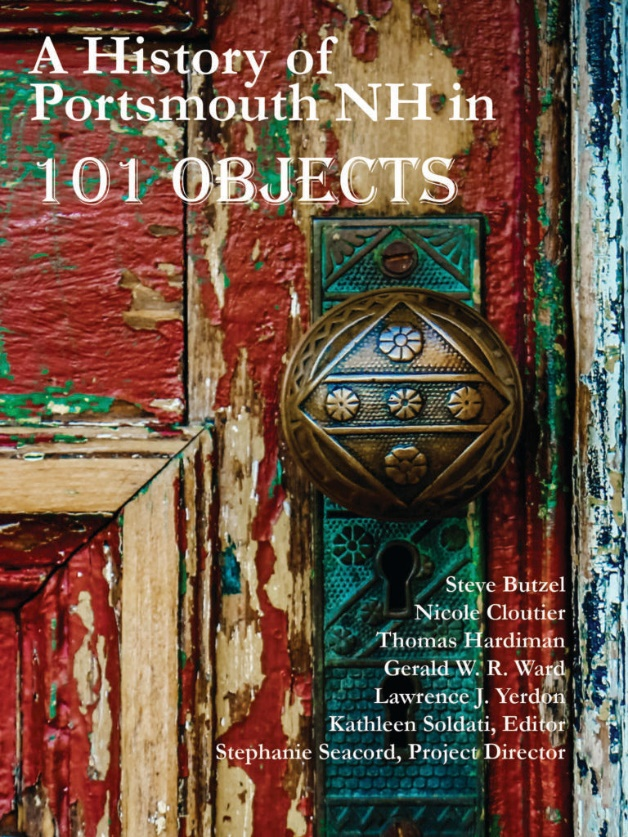 A History of
Portsmouth NH in
101 OBJECTS
Steve Butzel
Nicole Cloutier
Thomas Hardiman
Gerald W. R. Ward
Lawrence J. Yerdon
Kathleen Soldati, Editor
Stephanie Seacord, Project Director